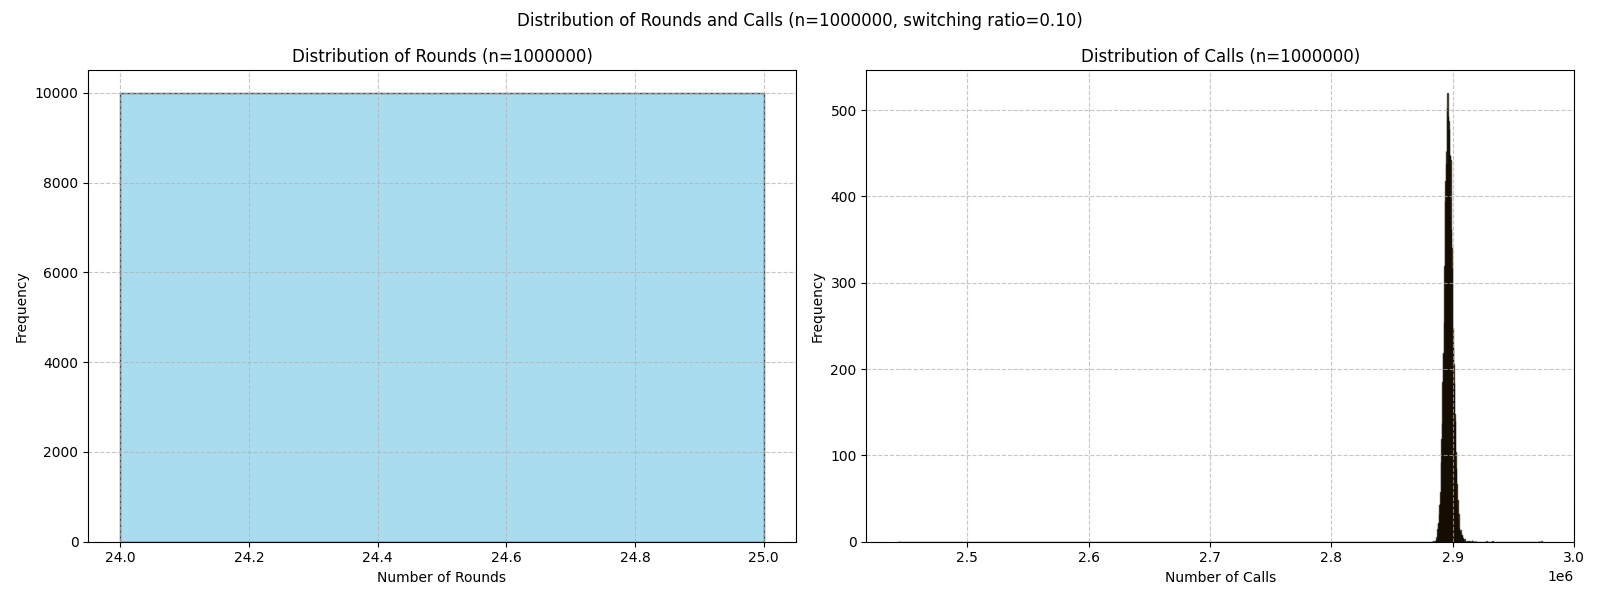 Distribution of Rounds and Calls (n=1000000, switching ratio=0.10)
Distribution of Rounds (n=1000000)
10000
8000
6000
4000
2000
0
Frequency
24.0 24.2 24.4 24.6 24.8 25.0
Number of Rounds
Distribution of Calls (n=1000000)
500
400
300
200
100
0
Frequency
2.5 2.6 2.7 2.8 2.9 3.0
1e6
Number of Calls